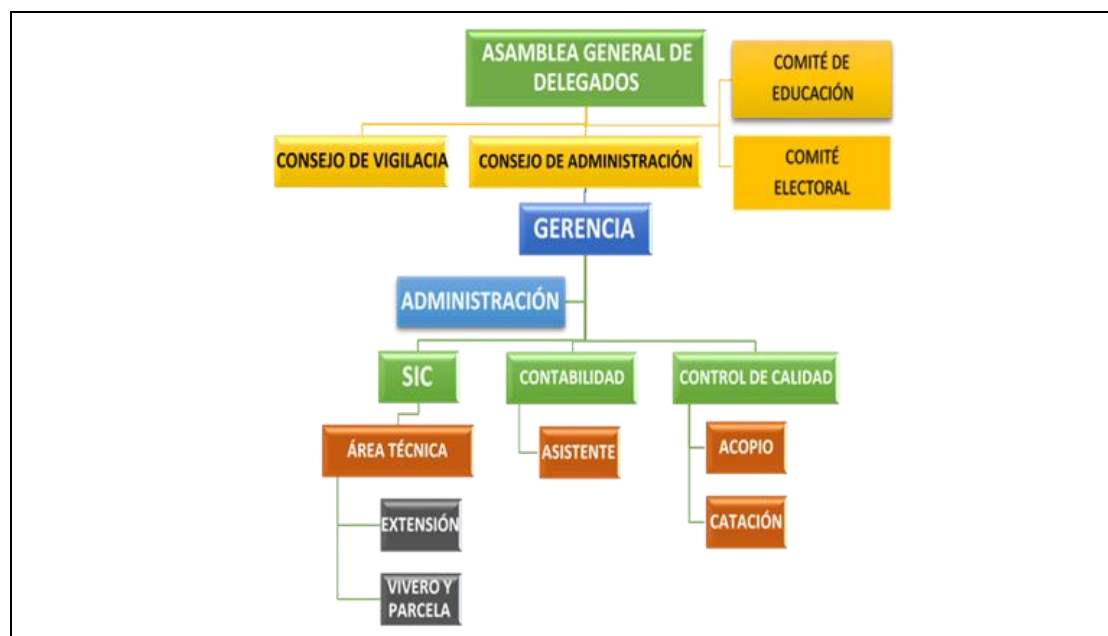 ASAMBLEA GENERAL DE
DELEGADOS
COMITÉ DE
EDUCACIÓN
CONSEJO DE VIGILACIA
CONSEJO DE ADMINISTRACIÓN
COMITÉ
ELECTORAL
GERENCIA
ADMINISTRACIÓN
SIC
CONTABILIDAD
CONTROL DE CALIDAD
ÁREA TÉCNICA
ASISTENTE
ACOPIO
EXTENSIÓN
CATACIÓN
VIVERO Y
PARCELA